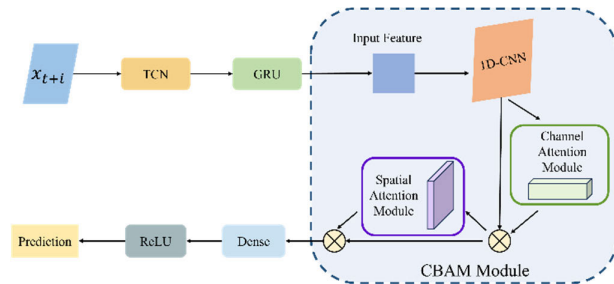 Input Feature
x_{t+i}
TCN
GRU
1D-CNN
Channel
Attention
Module
Spatial
Attention
Module
Prediction
ReLU
Dense
CBAM Module